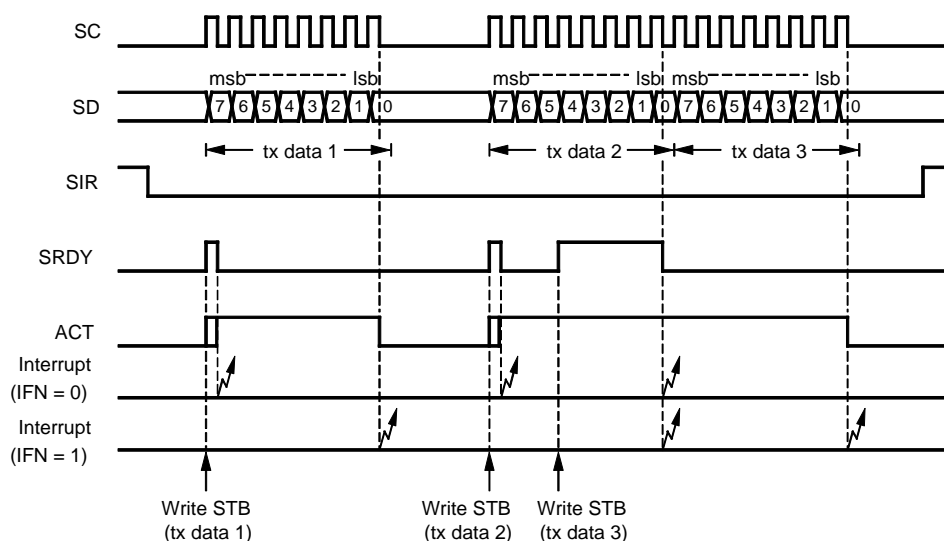 SC
msb lsb msb lsb msb lsb
SD 7 6 5 4 3 2 1 0 7 6 5 4 3 2 1 0 7 6 5 4 3 2 1 0
tx data 1 tx data 2 tx data 3
SIR
SRDY
ACT
Interrupt
(IFN = 0)
Interrupt
(IFN = 1)
Write STB
(tx data 1)
Write STB
(tx data 2)
Write STB
(tx data 3)